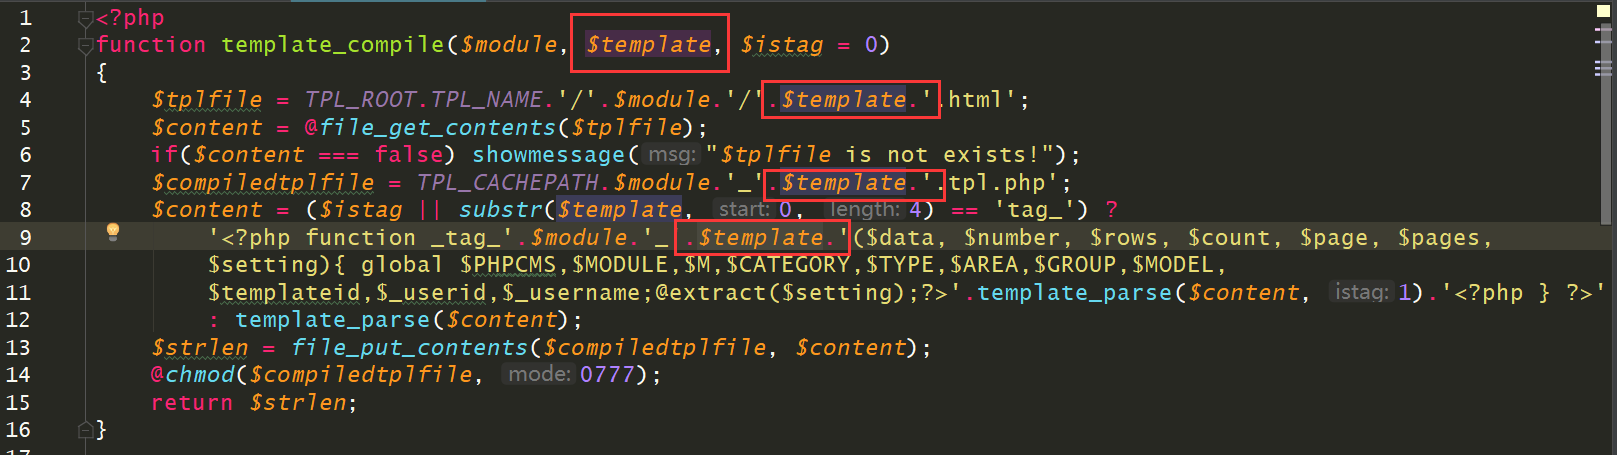 1 <?php
2 function template_compile($module, $template, $istag = 0)
3 {
4 $tplfile = TPL_ROOT.TPL_NAME.'/'.$module.'/'.$template.'.html';
5 $content = @file_get_contents($tplfile);
6 if($content === false) showmessage( msg: "$tplfile is not exists!");
7 $compiledtplfile = TPL_CACHEPATH.$module.'_'.$template.'.tpl.php';
8 $content = ($istag || substr($template, start: 0, length: 4) == 'tag_') ?
9 '<?php function _tag_'.$module.'_'.$template.'($data, $number, $rows, $count, $page, $pages,
10 $setting){ global $PHPCMS,$MODULE,$M,$CATEGORY,$TYPE,$AREA,$GROUP,$MODEL,
11 $templateid,$_userid,$_username;@extract($setting);?>'.template_parse($content, istag: 1).'<?php } ?>'
12 : template_parse($content);
13 $strlen = file_put_contents($compiledtplfile, $content);
14 @chmod($compiledtplfile, mode: 0777);
15 return $strlen;
16 }
17